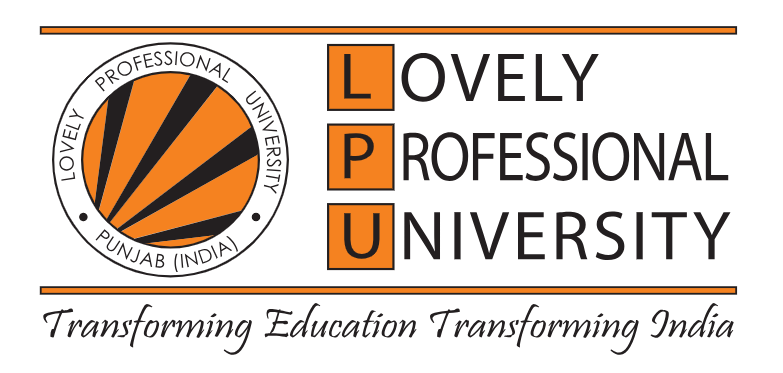 LOVELY PROFESSIONAL UNIVERSITY
PUNJAB (INDIA)
LOVELY
PROFESSIONAL
UNIVERSITY
Transforming Education Transforming India